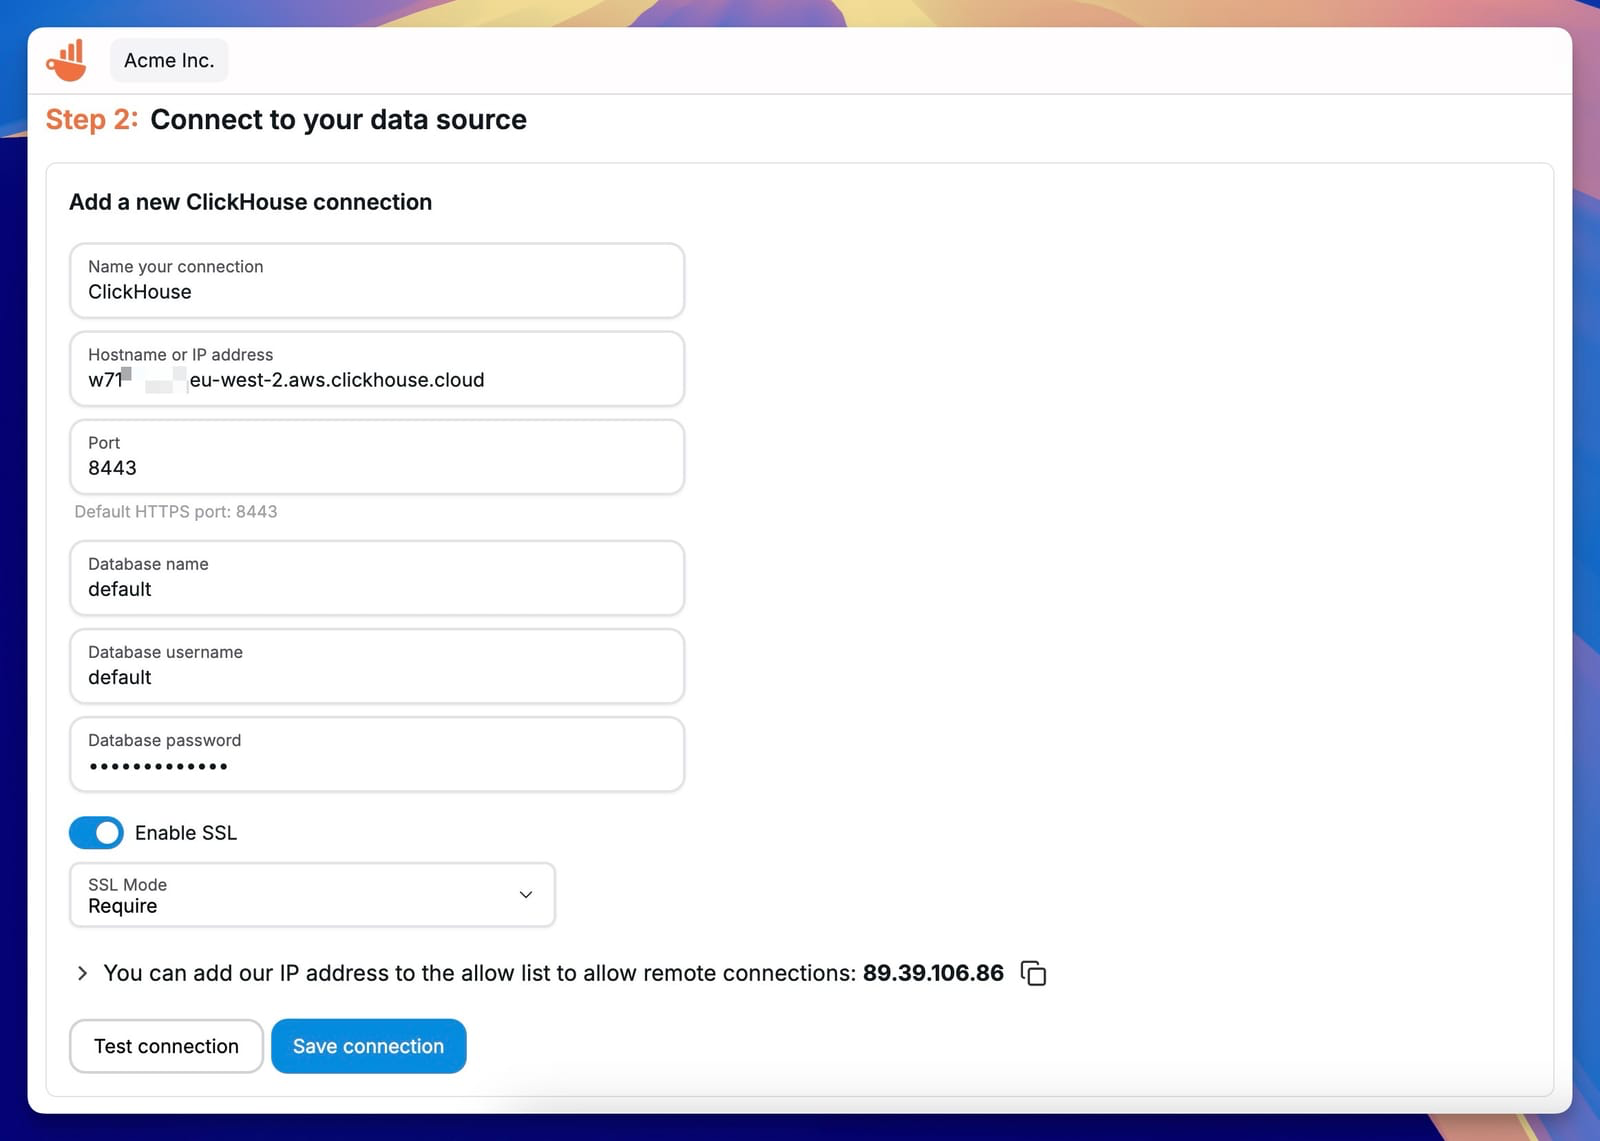 Acme Inc.
Step 2: Connect to your data source
Add a new ClickHouse connection
Name your connection
ClickHouse
Hostname or IP address
w71 eu-west-2.aws.clickhouse.cloud
Port
8443
Default HTTPS port: 8443
Database name
default
Database username
default
Database password
•••••••••••••
Enable SSL
SSL Mode
Require
You can add our IP address to the allow list to allow remote connections: 89.39.106.86
Test connection
Save connection